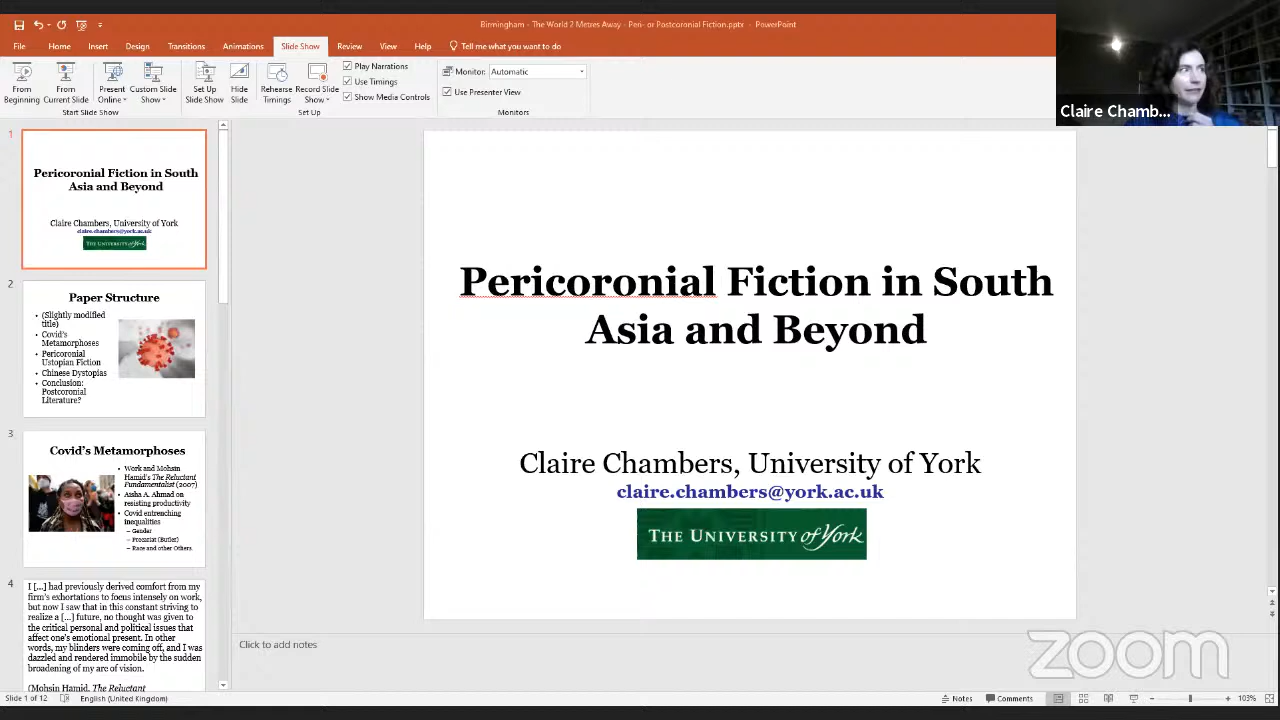 Birmingham - The World 2 Metres Away - Peri- or Postcoronial Fiction.pptx - PowerPoint
File Home Insert Design Transitions Animations Slide Show Review View Help Tell me what you want to do
From Beginning
From Current Slide
Present Online
Custom Slide Show
Start Slide Show
Set Up Slide Show
Hide Slide
Rehearse Timings
Record Slide Show
Play Narrations
Use Timings
Show Media Controls
Set Up
Monitor: Automatic
Use Presenter View
Monitors
Claire Chamb...
1
Pericoronial Fiction in South
Asia and Beyond
Claire Chambers, University of York
claire.chambers@york.ac.uk
THE UNIVERSITY of York
2
Paper Structure
• (Slightly modified
title)
• Covid's
Metamorphoses
• Pericoronial
Ustopian Fiction
• Chinese Dystopias
• Conclusion:
Postcoronial
Literature?
3
Covid's Metamorphoses
• Work and Mohsin
Hamid's The Reluctant
Fundamentalist (2007)
• Aisha A. Ahmad on
resisting productivity
• Covid entrenching
inequalities
– Gender
– Precariat (Butler)
– Race and other Others.
4
I [...] had previously derived comfort from my
firm's exhortations to focus intensely on work,
but now I saw that in this constant striving to
realize a [...] future, no thought was given to
the critical personal and political issues that
affect one's emotional present. In other
words, my blinders were coming off, and I was
dazzled and rendered immobile by the sudden
broadening of my arc of vision.
(Mohsin Hamid, The Reluctant
Pericoronial Fiction in South
Asia and Beyond
Claire Chambers, University of York
claire.chambers@york.ac.uk
THE UNIVERSITY of York
Click to add notes
zoom
Slide 1 of 12 English (United Kingdom) Notes Comments 103%